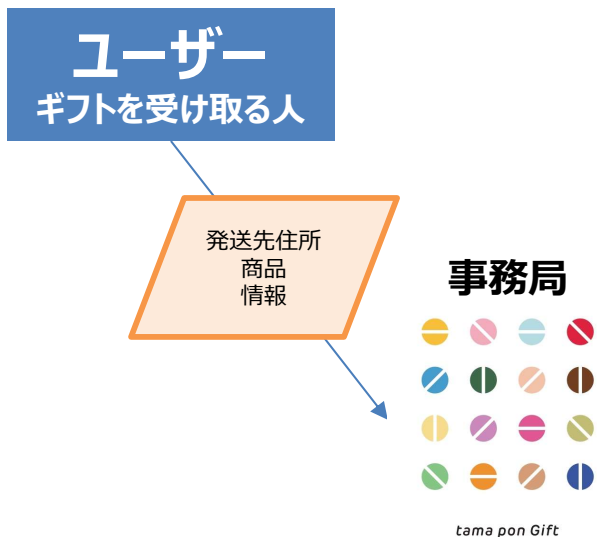 ユーザー
ギフトを受け取る人
発送先住所
商品
情報
事務局
tama pon Gift